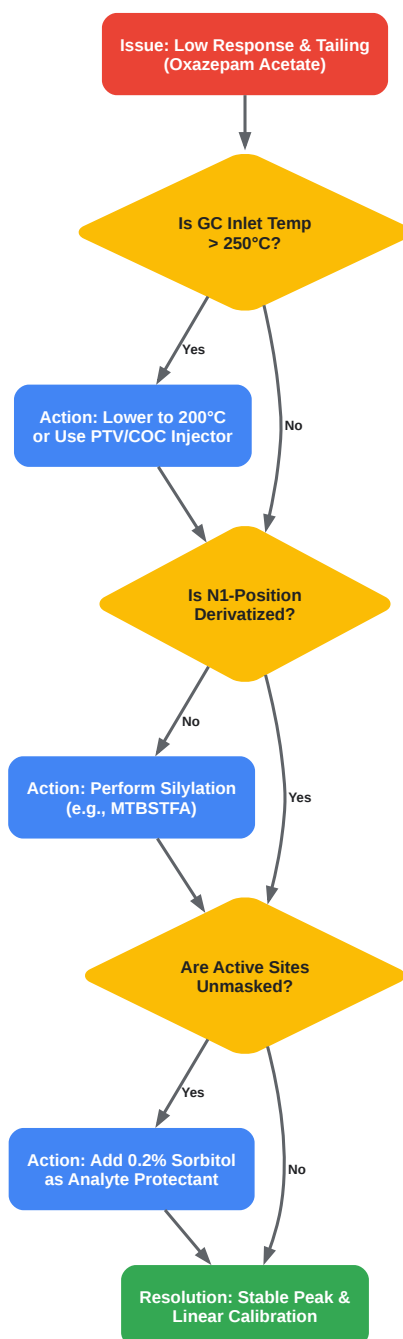 Issue: Low Response & Tailing
(Oxazepam Acetate)
Is GC Inlet Temp
> 250°C?
Yes
No
Action: Lower to 200°C
or Use PTV/COC Injector
Is N1-Position
Derivatized?
No
Yes
Action: Perform Silylation
(e.g., MTBSTFA)
Are Active Sites
Unmasked?
Yes
No
Action: Add 0.2% Sorbitol
as Analyte Protectant
Resolution: Stable Peak &
Linear Calibration